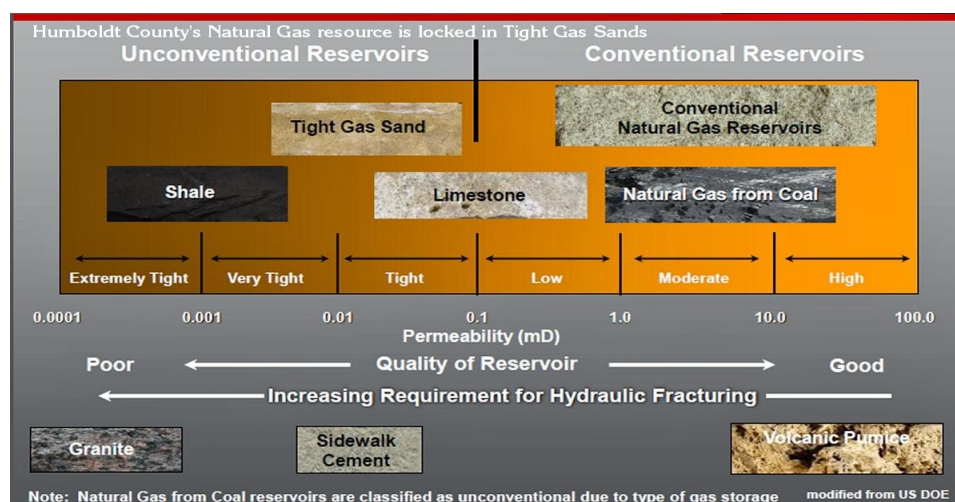 Humboldt County's Natural Gas resource is locked in Tight Gas Sands
Unconventional Reservoirs
Conventional Reservoirs
Tight Gas Sand
Conventional
Natural Gas Reservoirs
Shale
Limestone
Natural Gas from Coal
Extremely Tight
Very Tight
Tight
Low
Moderate
High
0.0001
0.001
0.01
0.1
1.0
10.0
100.0
Permeability (mD)
Poor
Quality of Reservoir
Good
Increasing Requirement for Hydraulic Fracturing
Granite
Sidewalk
Cement
Volcanic Pumice
Note: Natural Gas from Coal reservoirs are classified as unconventional due to type of gas storage
modified from US DOE